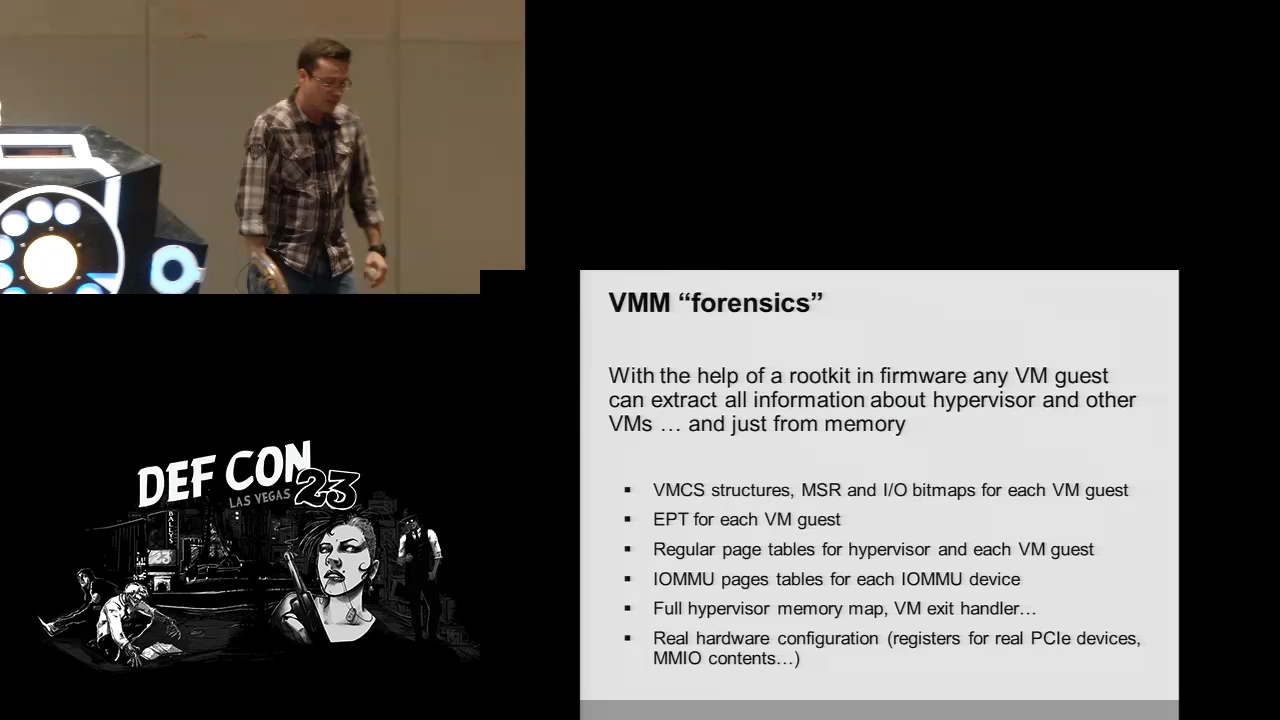 VMM “forensics”
With the help of a rootkit in firmware any VM guest
can extract all information about hypervisor and other
VMs … and just from memory
▪ VMCS structures, MSR and I/O bitmaps for each VM guest
▪ EPT for each VM guest
▪ Regular page tables for hypervisor and each VM guest
▪ IOMMU pages tables for each IOMMU device
▪ Full hypervisor memory map, VM exit handler…
▪ Real hardware configuration (registers for real PCIe devices,
MMIO contents…)
DEF CON
LAS VEGAS 23
BALLYS